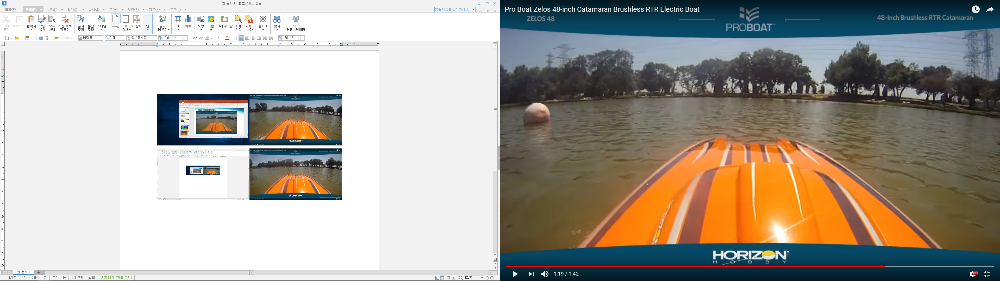 빈 문서 1 - 한컴오피스 흔글
파일(F) 편집(E) 보기(U) 입력(D) 서식(J) 쪽(W) 보안(R) 검토(H) 도구(K)
찾을 내용을 입력하세요.
오려 두기
복사하기
붙이기
모양 복사
모두 선택
조판 부호 지우기
글자 모양
문단 모양
스타일
쪽 여백
바탕쪽
단
글자 바꾸기
표
차트
도형
그림
그리기마당
개체 선택
개체 보호
문자표
찾기
오피스 커뮤니케이터
바탕글 대표 함초롬바탕 10.0 pt 가 가 가 가 가 160 %
ZELOS Proboat Example
빈 문서 1
1/1쪽 1단 2줄 1칸 문단 나눔 1/1 구역 삽입 변경 내용 [기록 중지] 125%
Pro Boat Zelos 48-inch Catamaran Brushless RTR Electric Boat
ZELOS 48
PROBOAT™
48-Inch Brushless RTR Catamaran
HORIZON
HOBBY
1:19 / 1:42
HD